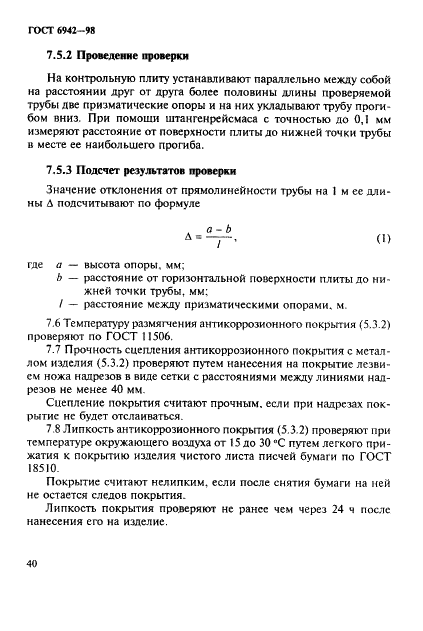 ГОСТ 6942—98
7.5.2 Проведение проверки
На контрольную плиту устанавливают параллельно между собой
на расстоянии друг от друга более половины длины проверяемой
трубы две призматические опоры и на них укладывают трубу проги-
бом вниз. При помощи штангенрейсмаса с точностью до 0,1 мм
измеряют расстояние от поверхности плиты до нижней точки трубы
в месте ее наибольшего прогиба.
7.5.3 Подсчет результатов проверки
Значение отклонения от прямолинейности трубы на 1 м ее дли-
ны Δ подсчитывают по формуле
Δ = (a – b) / l, (1)
где a — высота опоры, мм;
b — расстояние от горизонтальной поверхности плиты до ни-
жней точки трубы, мм;
l — расстояние между призматическими опорами, м.
7.6 Температуру размягчения антикоррозионного покрытия (5.3.2)
проверяют по ГОСТ 11506.
7.7 Прочность сцепления антикоррозионного покрытия с метал-
лом изделия (5.3.2) проверяют путем нанесения на покрытие лезви-
ем ножа надрезов в виде сетки с расстояниями между линиями над-
резов не менее 40 мм.
Сцепление покрытия считают прочным, если при надрезах пок-
рытие не будет отслаиваться.
7.8 Липкость антикоррозионного покрытия (5.3.2) проверяют при
температуре окружающего воздуха от 15 до 30 °С путем легкого при-
жатия к покрытию изделия чистого листа писчей бумаги по ГОСТ
18510.
Покрытие считают нелипким, если после снятия бумаги на ней
не остается следов покрытия.
Липкость покрытия проверяют не ранее чем через 24 ч после
нанесения его на изделие.
40